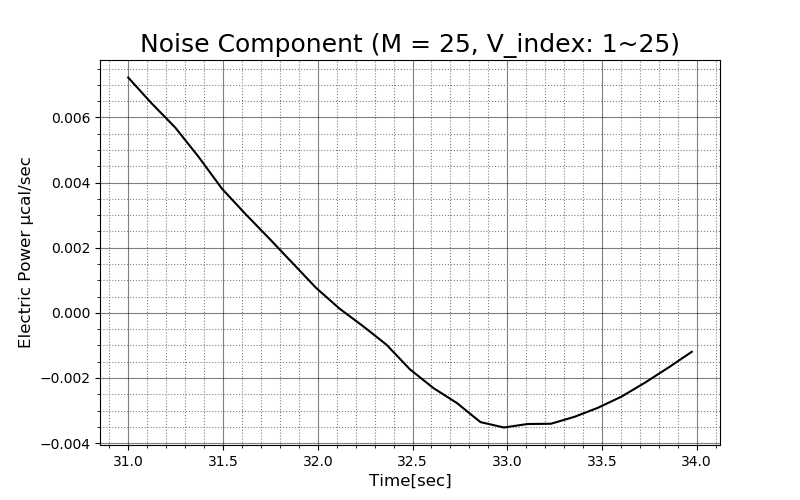 Noise Component (M = 25, V_index: 1~25)
Electric Power μcal/sec
0.006
0.004
0.002
0.000
−0.002
−0.004
31.0 31.5 32.0 32.5 33.0 33.5 34.0
Time[sec]